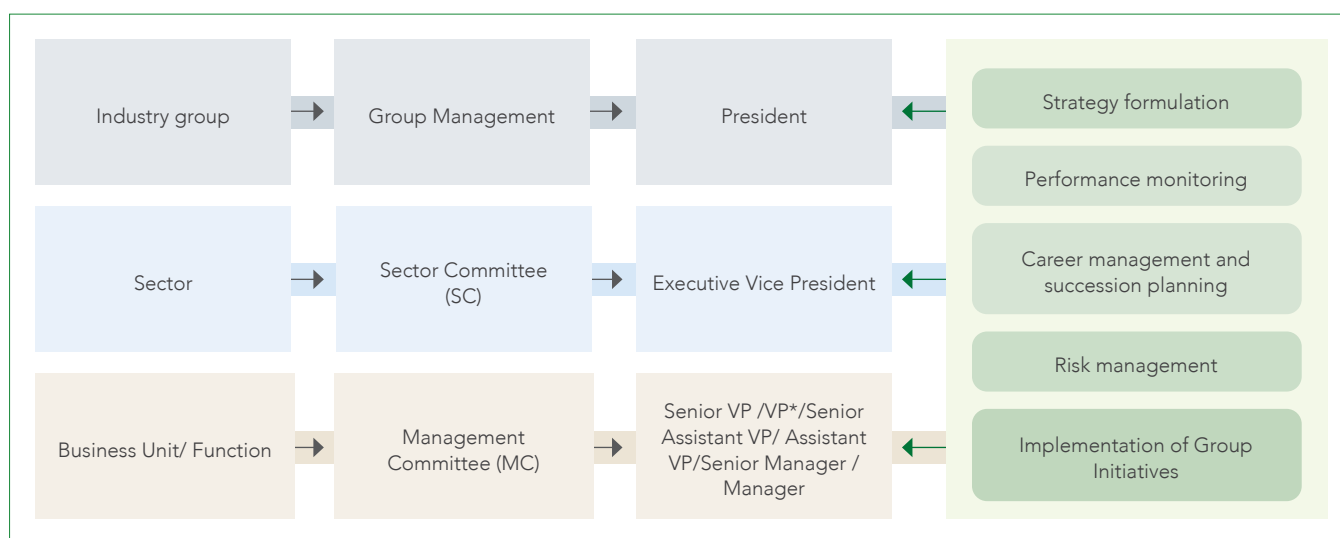 Industry group
Group Management
President
Strategy formulation
Performance monitoring
Sector
Sector Committee
(SC)
Executive Vice President
Career management and
succession planning
Risk management
Business Unit/ Function
Management
Committee (MC)
Senior VP /VP*/Senior
Assistant VP/ Assistant
VP/Senior Manager /
Manager
Implementation of Group
Initiatives